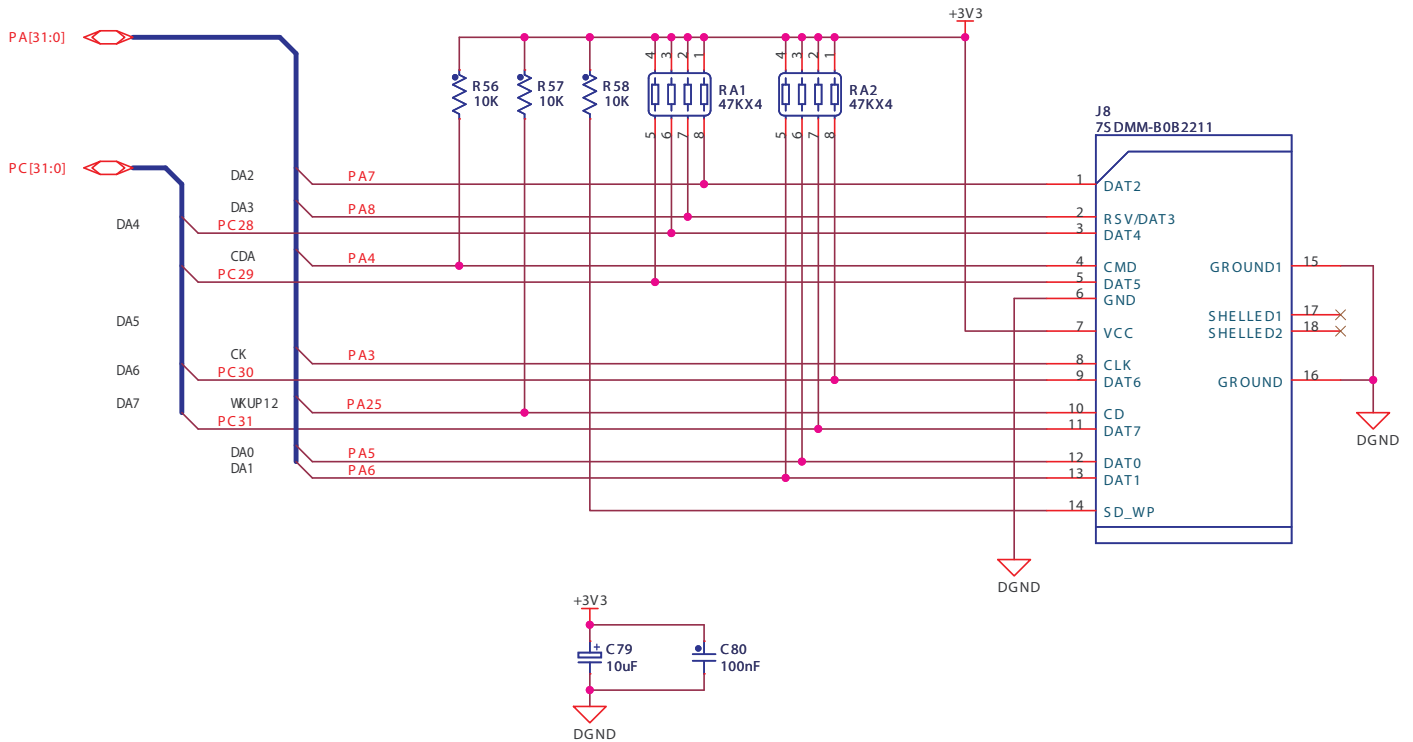 +3V3
PA[31:0]
4 3 2 1
4 3 2 1
R56
10K
R57
10K
R58
10K
RA1
47KX4
RA2
47KX4
J8
7SDMM-B0B2211
5 6 7 8
5 6 7 8
PC[31:0]
DA2 PA7 1 DAT2
DA3 PA8 2 RSV/DAT3
DA4 PC28 3 DAT4
CDA PA4 4 CMD GROUND1 15
PC29 5 DAT5
6 GND
SHELLED1 17
DA5
7 VCC SHELLED2 18
CK PA3 8 CLK
DA6 PC30 9 DAT6 GROUND 16
DA7 WKUP12 PA25 10 CD
PC31 11 DAT7
DGND
DA0 PA5 12 DAT0
DA1 PA6 13 DAT1
14 SD_WP
DGND
+3V3
+
C79
10uF
C80
100nF
DGND